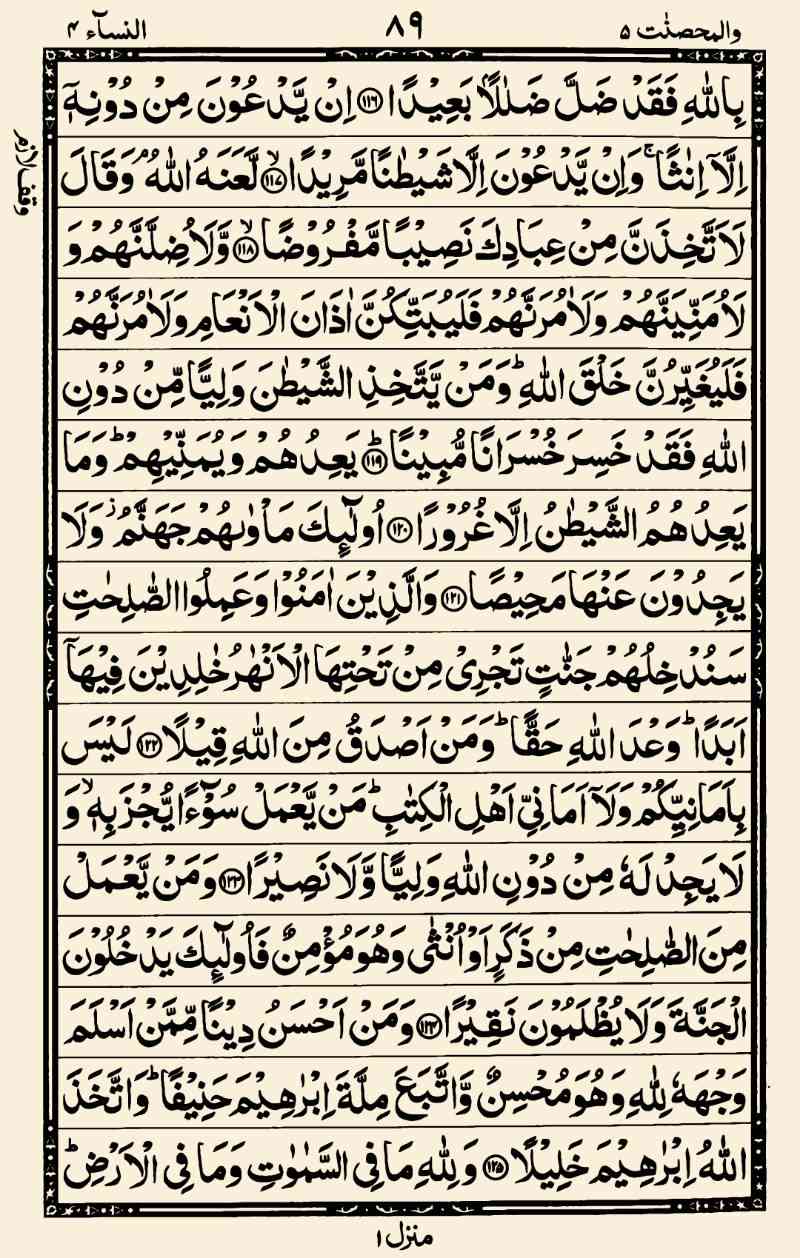 والمحصنٰت ۵ ۸۹ النسآء ۴
بِاللّٰهِ فَقَدْ ضَلَّ ضَلٰلًاۢ بَعِيْدًا ۝۱۱۶ اِنْ يَّدْعُوْنَ مِنْ دُوْنِهٖۤ
اِلَّاۤ اِنٰثًا ۚ وَاِنْ يَّدْعُوْنَ اِلَّا شَيْطٰنًا مَّرِيْدًا ۙ۝۱۱۷ لَّعَنَهُ اللّٰهُ ۘ وَقَالَ
وقف لازم
لَاَتَّخِذَنَّ مِنْ عِبَادِكَ نَصِيْبًا مَّفْرُوْضًا ۙ۝۱۱۸ وَّلَاُضِلَّنَّهُمْ وَ
لَاُمَنِّيَنَّهُمْ وَلَاٰمُرَنَّهُمْ فَلَيُبَتِّكُنَّ اٰذَانَ الْاَنْعَامِ وَلَاٰمُرَنَّهُمْ
فَلَيُغَيِّرُنَّ خَلْقَ اللّٰهِ ؕ وَمَنْ يَّتَّخِذِ الشَّيْطٰنَ وَلِيًّا مِّنْ دُوْنِ
اللّٰهِ فَقَدْ خَسِرَ خُسْرَانًا مُّبِيْنًا ؕ۝۱۱۹ يَعِدُهُمْ وَيُمَنِّيْهِمْ ؕ وَمَا
يَعِدُهُمُ الشَّيْطٰنُ اِلَّا غُرُوْرًا ۝۱۲۰ اُولٰٓئِكَ مَاْوٰىهُمْ جَهَنَّمُ ؗ وَلَا
يَجِدُوْنَ عَنْهَا مَحِيْصًا ۝۱۲۱ وَالَّذِيْنَ اٰمَنُوْا وَعَمِلُوا الصّٰلِحٰتِ
سَنُدْخِلُهُمْ جَنّٰتٍ تَجْرِيْ مِنْ تَحْتِهَا الْاَنْهٰرُ خٰلِدِيْنَ فِيْهَاۤ
اَبَدًا ؕ وَعْدَ اللّٰهِ حَقًّا ؕ وَمَنْ اَصْدَقُ مِنَ اللّٰهِ قِيْلًا ۝۱۲۲ لَيْسَ
بِاَمَانِيِّكُمْ وَلَاۤ اَمَانِيِّ اَهْلِ الْكِتٰبِ ؕ مَنْ يَّعْمَلْ سُوْٓءًا يُّجْزَ بِهٖ ۙ وَ
لَا يَجِدْ لَهٗ مِنْ دُوْنِ اللّٰهِ وَلِيًّا وَّلَا نَصِيْرًا ۝۱۲۳ وَمَنْ يَّعْمَلْ
مِنَ الصّٰلِحٰتِ مِنْ ذَكَرٍ اَوْ اُنْثٰى وَهُوَ مُؤْمِنٌ فَاُولٰٓئِكَ يَدْخُلُوْنَ
الْجَنَّةَ وَلَا يُظْلَمُوْنَ نَقِيْرًا ۝۱۲۴ وَمَنْ اَحْسَنُ دِيْنًا مِّمَّنْ اَسْلَمَ
وَجْهَهٗ لِلّٰهِ وَهُوَ مُحْسِنٌ وَّاتَّبَعَ مِلَّةَ اِبْرٰهِيْمَ حَنِيْفًا ؕ وَاتَّخَذَ
اللّٰهُ اِبْرٰهِيْمَ خَلِيْلًا ۝۱۲۵ وَلِلّٰهِ مَا فِي السَّمٰوٰتِ وَمَا فِي الْاَرْضِ ؕ
منزل ۱